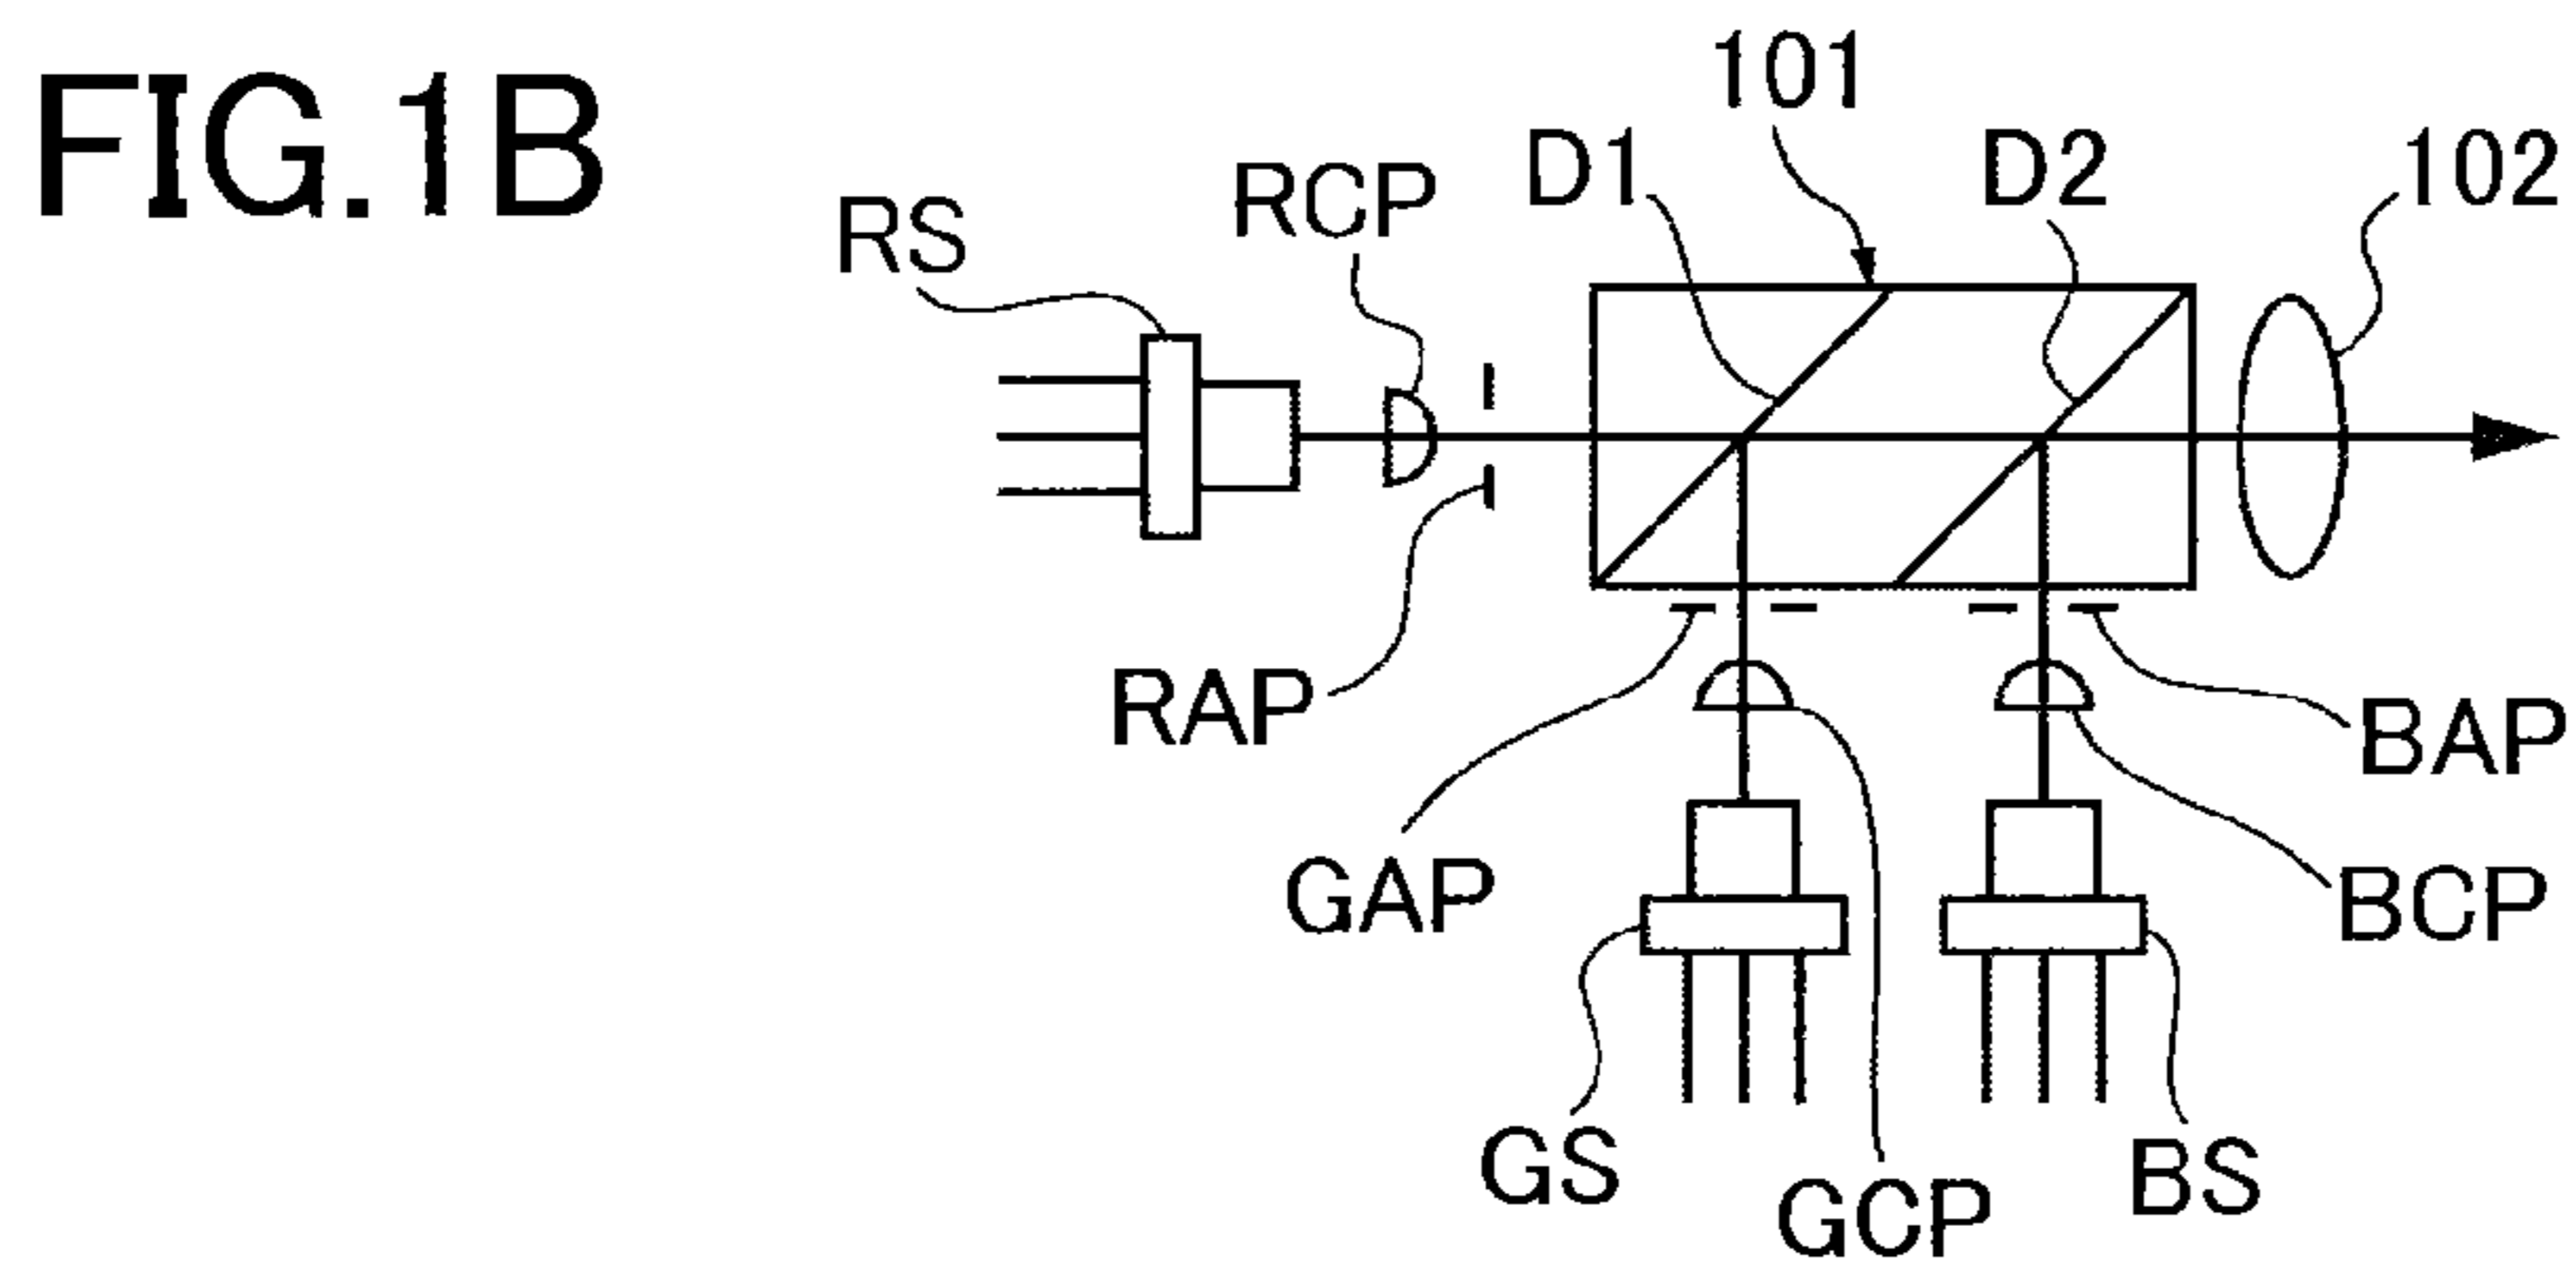 FIG.1B
101
D1
D2
102
RCP
RS
RAP
BAP
GAP
BCP
GS
GCP
BS